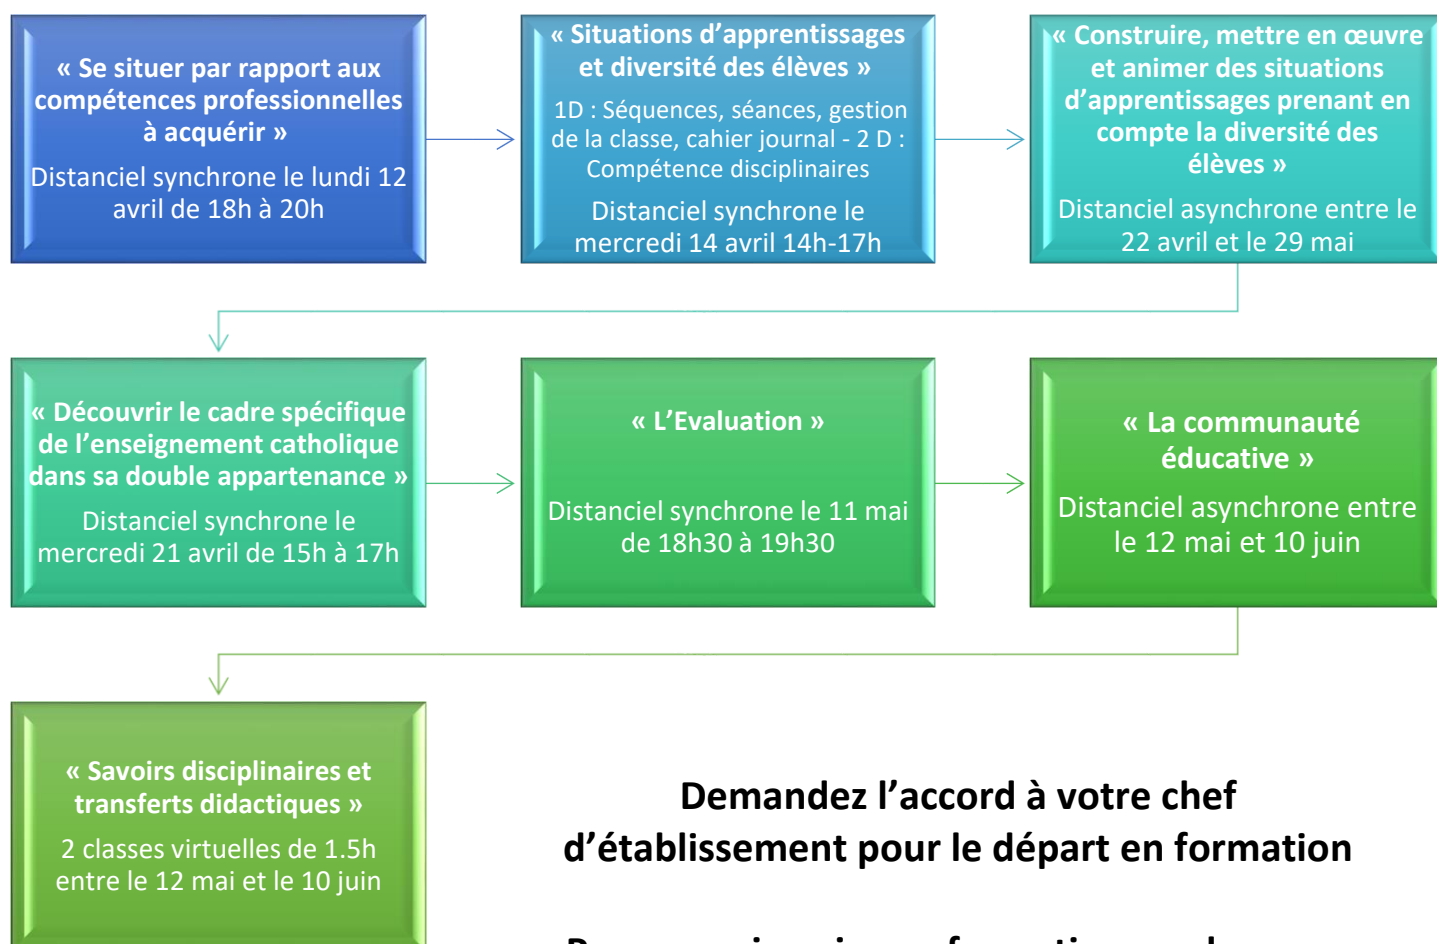 « Se situer par rapport aux
compétences professionnelles
à acquérir »
Distanciel synchrone le lundi 12
avril de 18h à 20h
« Situations d’apprentissages
et diversité des élèves »
1D : Séquences, séances, gestion
de la classe, cahier journal - 2 D :
Compétence disciplinaires
Distanciel synchrone le
mercredi 14 avril 14h-17h
« Construire, mettre en œuvre
et animer des situations
d’apprentissages prenant en
compte la diversité des
élèves »
Distanciel asynchrone entre le
22 avril et le 29 mai
« Découvrir le cadre spécifique
de l’enseignement catholique
dans sa double appartenance »
Distanciel synchrone le
mercredi 21 avril de 15h à 17h
« L’Evaluation »
Distanciel synchrone le 11 mai
de 18h30 à 19h30
« La communauté
éducative »
Distanciel asynchrone entre
le 12 mai et 10 juin
« Savoirs disciplinaires et
transferts didactiques »
2 classes virtuelles de 1.5h
entre le 12 mai et le 10 juin
Demandez l’accord à votre chef
d’établissement pour le départ en formation